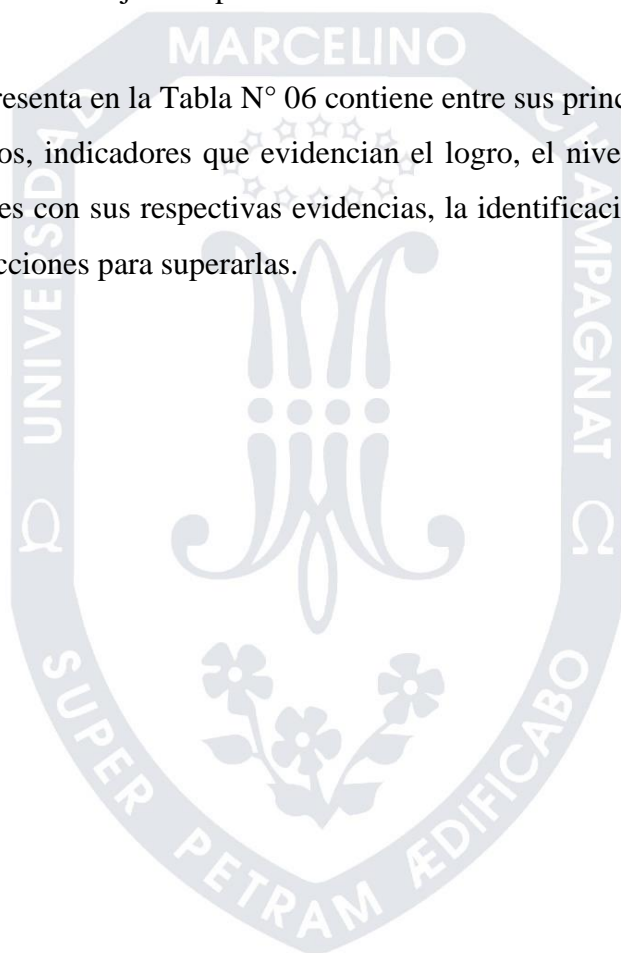 MARCELINO
resenta en la Tabla N° 06 contiene entre sus princ
os, indicadores que evidencian el logro, el nive
es con sus respectivas evidencias, la identificaci
cciones para superarlas.
UNIVERSIDAD
CHAMPAGNAT
SUPER PETRAM ÆDIFICABO